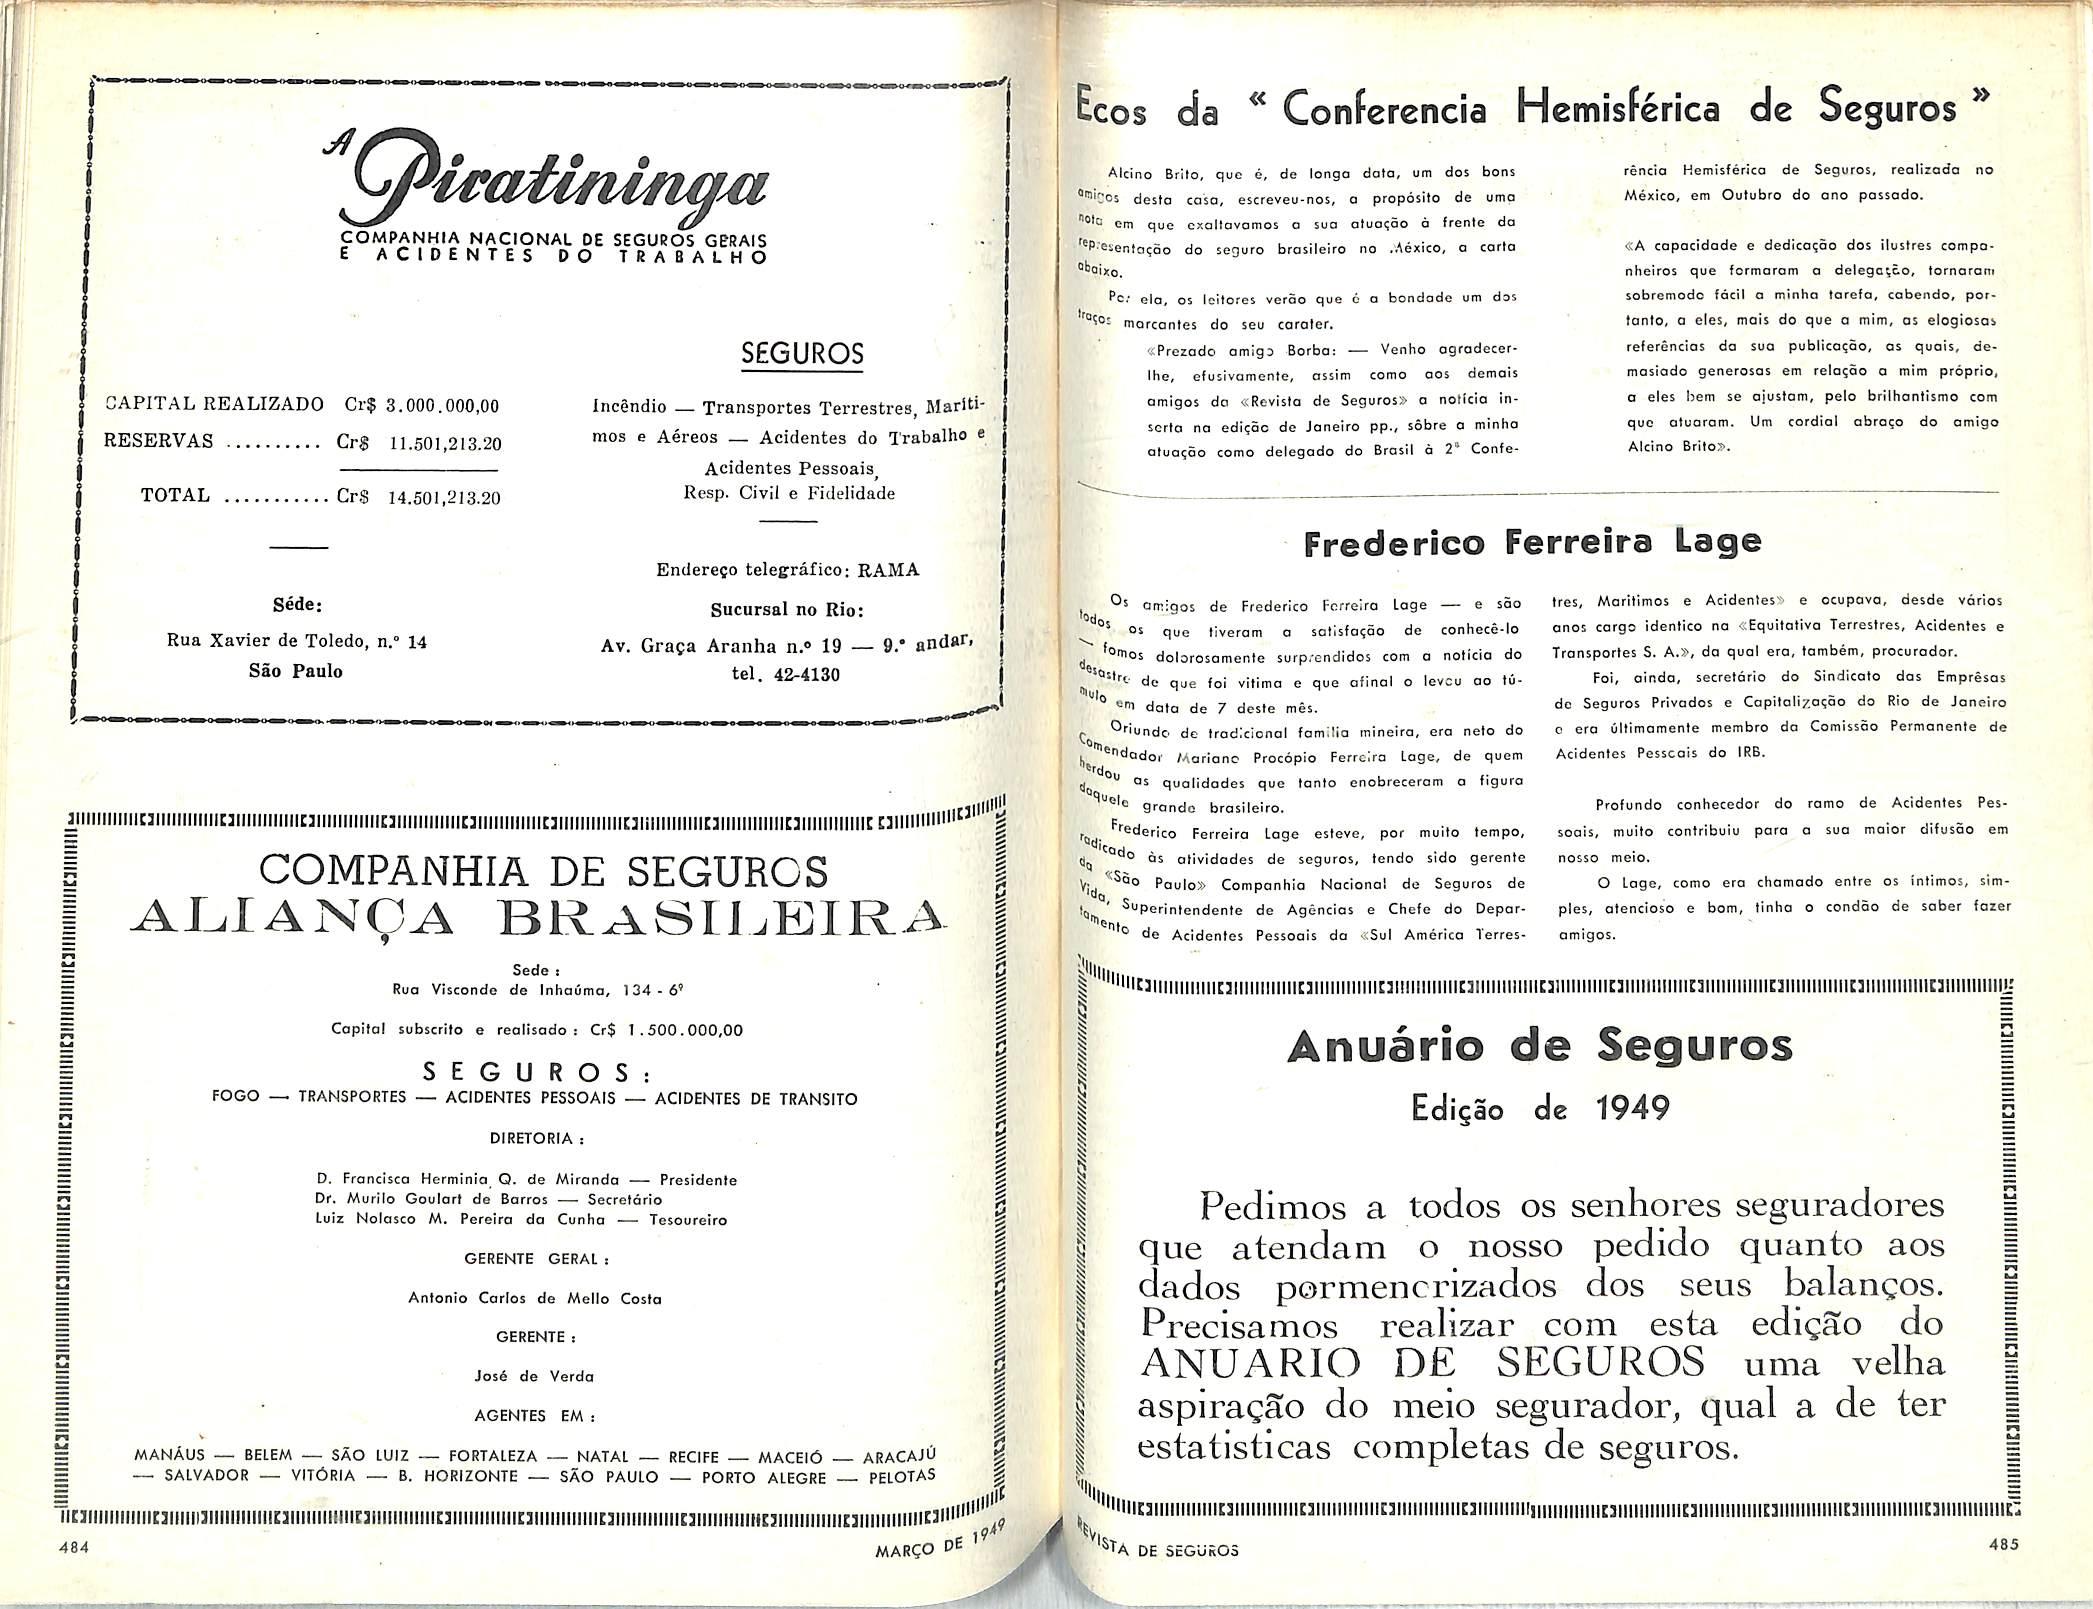 A Piratininga
COMPANHIA NACIONAL DE SEGUROS GERAIS
E ACIDENTES DO TRABALHO
CAPITAL REALIZADO Cr$ 3.000.000,00
RESERVAS .......... Cr$ 11.501,213.20
TOTAL ........... Cr$ 14.501,213.20
Séde:
Rua Xavier de Toledo, n.° 14
São Paulo
SEGUROS
Incêndio — Transportes Terrestres, Maríti-
mos e Aéreos — Acidentes do Trabalho e
Acidentes Pessoais,
Resp. Civil e Fidelidade
Endereço telegráfico: RAMA
Sucursal no Rio:
Av. Graça Aranha n.° 19 — 9.° andar,
tel. 42-4130
COMPANHIA DE SEGUROS
ALIANÇA BRASILEIRA
Sede :
Rua Visconde de Inhaúma, 134 - 6º
Capital subscrito e realisado : Cr$ 1.500.000,00
SEGUROS:
FOGO — TRANSPORTES — ACIDENTES PESSOAIS — ACIDENTES DE TRANSITO
DIRETORIA :
D. Francisca Herminia Q. de Miranda — Presidente
Dr. Murilo Goulart de Barros — Secretário
Luiz Nolasco M. Pereira da Cunha — Tesoureiro
GERENTE GERAL :
Antonio Carlos de Mello Costa
GERENTE :
José de Verda
AGENTES EM :
MANÁUS — BELEM — SÃO LUIZ — FORTALEZA — NATAL — RECIFE — MACEIÓ — ARACAJÚ
— SALVADOR — VITÓRIA — B. HORIZONTE — SÃO PAULO — PORTO ALEGRE — PELOTAS
484
MARÇO DE 1949
Ecos da « Conferencia Hemisférica de Seguros »
Alcino Brito, que é, de longa data, um dos bons
amigos desta casa, escreveu-nos, a propósito de uma
nota em que exaltavamos a sua atuação à frente da
representação do seguro brasileiro no México, a carta
abaixo.
Por ela, os leitores verão que é a bondade um dos
traços marcantes do seu carater.
«Prezado amigo Borba: — Venho agradecer-
lhe, efusivamente, assim como aos demais
amigos da «Revista de Seguros» a notícia in-
serta na edição de Janeiro pp., sôbre a minha
atuação como delegado do Brasil à 2ª Confe-
rência Hemisférica de Seguros, realizada no
México, em Outubro do ano passado.
«A capacidade e dedicação dos ilustres compa-
nheiros que formaram a delegação, tornaram
sobremodo fácil a minha tarefa, cabendo, por-
tanto, a eles, mais do que a mim, as elogiosas
referências da sua publicação, as quais, de-
masiado generosas em relação a mim próprio,
a eles bem se ajustam, pelo brilhantismo com
que atuaram. Um cordial abraço do amigo
Alcino Brito».
Frederico Ferreira Lage
Os amigos de Frederico Ferreira Lage — e são
todos os que tiveram a satisfação de conhecê-lo
— fomos dolorosamente surprendidos com a notícia do
desastre de que foi vitima e que afinal o levou ao tú-
mulo em data de 7 deste mês.
Oriundo de tradicional familia mineira, era neto do
Comendador Mariano Procópio Ferreira Lage, de quem
herdou as qualidades que tanto enobreceram a figura
daquele grande brasileiro.
Frederico Ferreira Lage esteve, por muito tempo,
radicado às atividades de seguros, tendo sido gerente
da «São Paulo» Companhia Nacional de Seguros de
Vida, Superintendente de Agências e Chefe do Depar-
tamento de Acidentes Pessoais da «Sul América Terres-
tres, Maritimos e Acidentes» e ocupava, desde vários
anos cargo identico na «Equitativa Terrestres, Acidentes e
Transportes S. A.», da qual era, também, procurador.
Foi, ainda, secretário do Sindicato das Emprêsas
de Seguros Privados e Capitalização do Rio de Janeiro
e era últimamente membro da Comissão Permanente de
Acidentes Pessoais do IRB.
Profundo conhecedor do ramo de Acidentes Pes-
soais, muito contribuiu para a sua maior difusão em
nosso meio.
O Lage, como era chamado entre os íntimos, sim-
ples, atencioso e bom, tinha o condão de saber fazer
amigos.
Anuário de Seguros
Edição de 1949
Pedimos a todos os senhores seguradores
que atendam o nosso pedido quanto aos
dados pormenorizados dos seus balanços.
Precisamos realizar com esta edição do
ANUARIO DE SEGUROS uma velha
aspiração do meio segurador, qual a de ter
estatisticas completas de seguros.
REVISTA DE SEGUROS
485